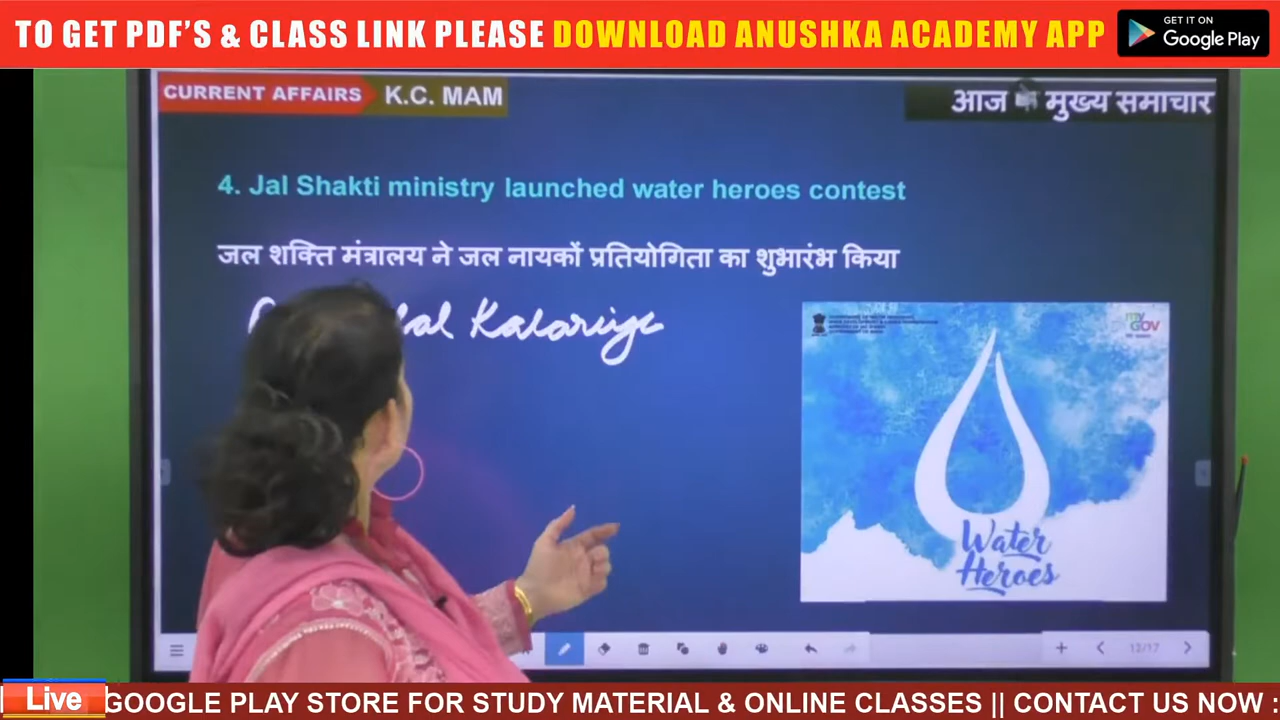 TO GET PDF'S & CLASS LINK PLEASE DOWNLOAD ANUSHKA ACADEMY APP
GET IT ON
Google Play
CURRENT AFFAIRS K.C. MAM
आज का मुख्य समाचार
4. Jal Shakti ministry launched water heroes contest
जल शक्ति मंत्रालय ने जल नायकों प्रतियोगिता का शुभारंभ किया
my
GOV
Water
Heroes
12/17
Live GOOGLE PLAY STORE FOR STUDY MATERIAL & ONLINE CLASSES || CONTACT US NOW :